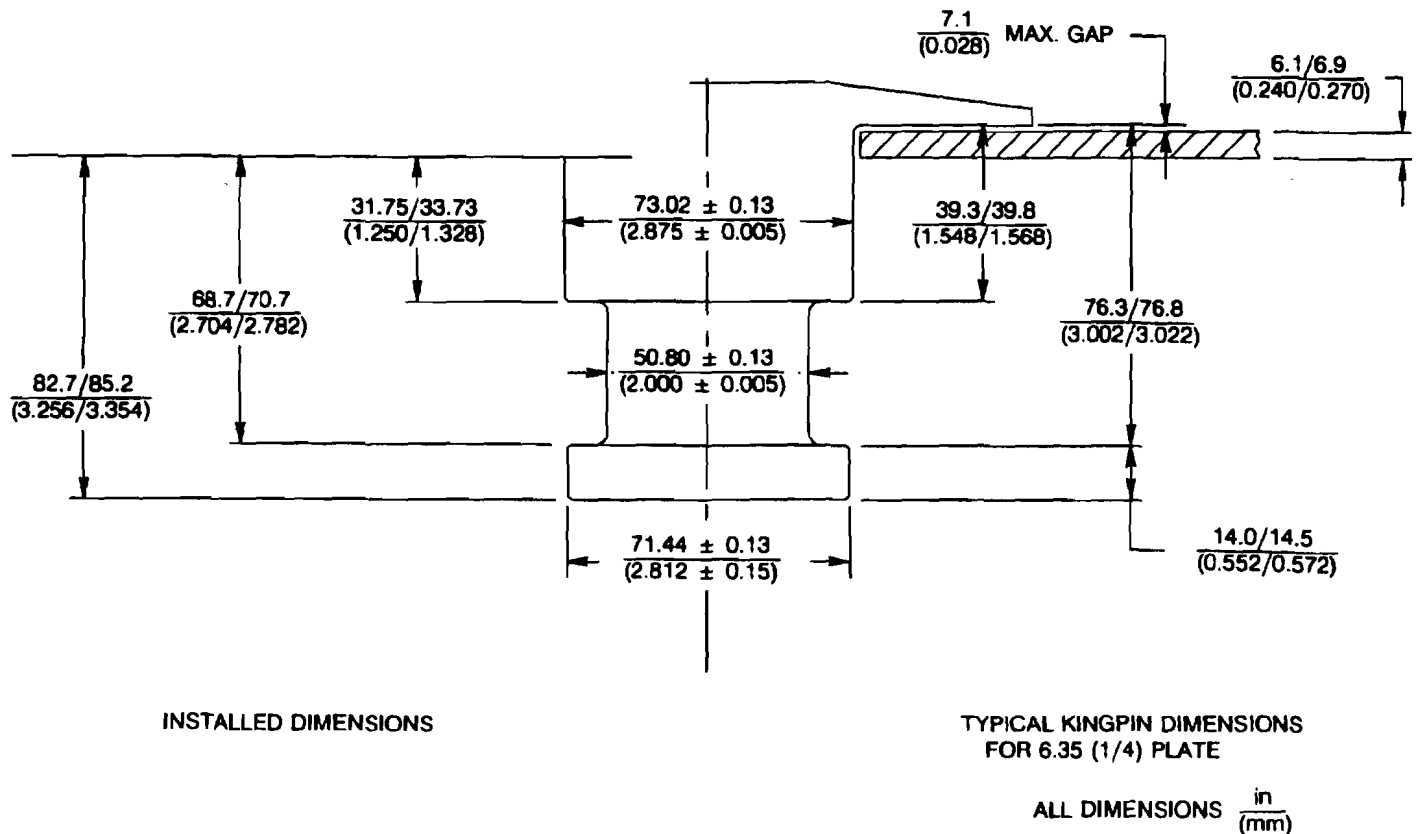 7.1
(0.028) MAX. GAP
6.1/6.9
(0.240/0.270)
31.75/33.73
(1.250/1.328)
73.02 ± 0.13
(2.875 ± 0.005)
39.3/39.8
(1.548/1.568)
68.7/70.7
(2.704/2.782)
76.3/76.8
(3.002/3.022)
50.80 ± 0.13
(2.000 ± 0.005)
82.7/85.2
(3.256/3.354)
71.44 ± 0.13
(2.812 ± 0.15)
14.0/14.5
(0.552/0.572)
INSTALLED DIMENSIONS
TYPICAL KINGPIN DIMENSIONS
FOR 6.35 (1/4) PLATE
ALL DIMENSIONS in
(mm)